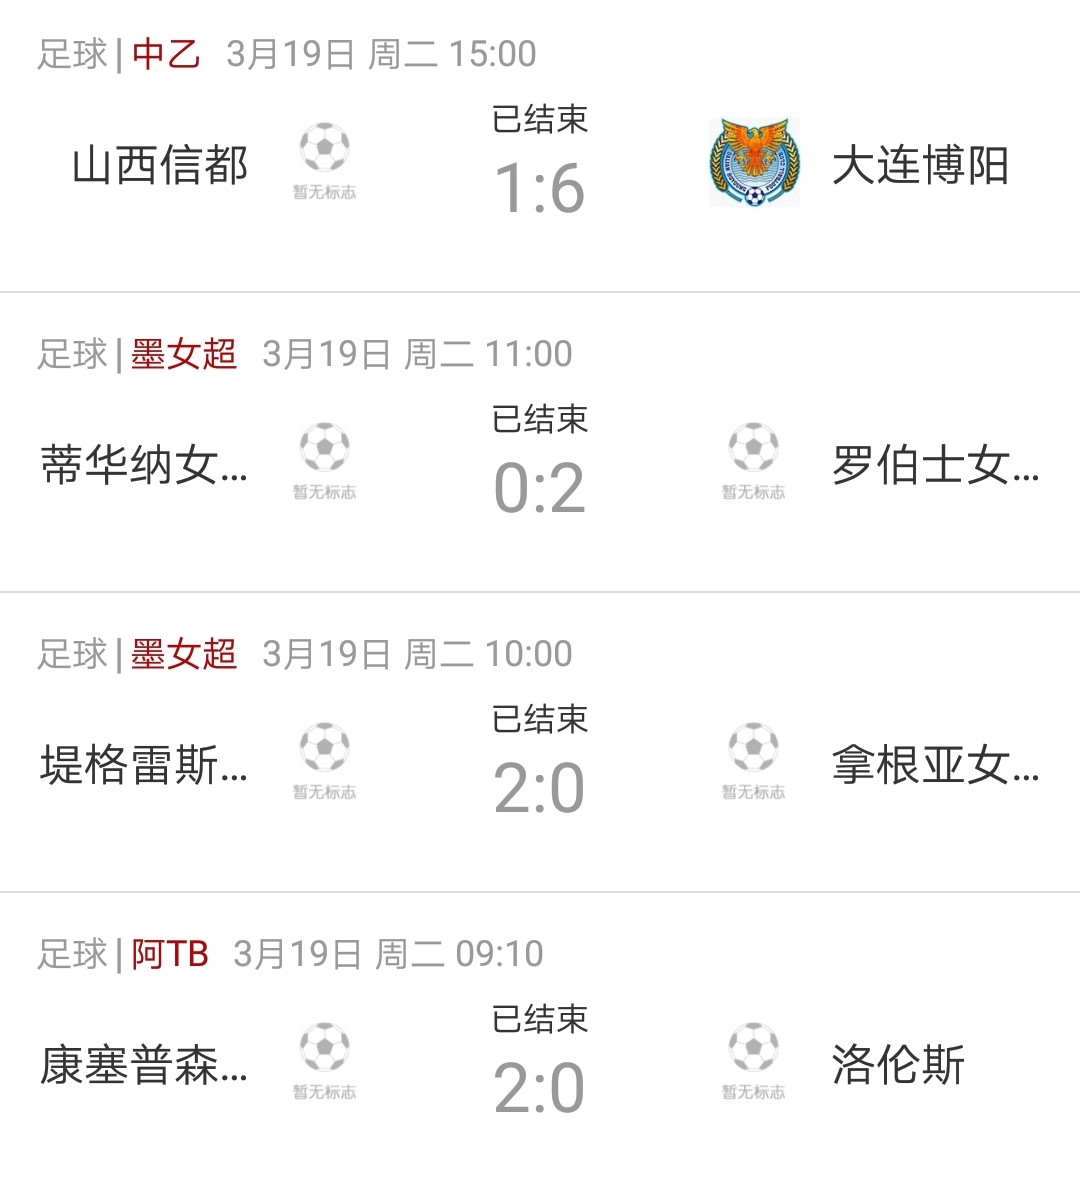 足球|中乙 3月19日 周二 15:00
已结束
山西信都 暂无标志 1:6 大连博阳
足球|墨女超 3月19日 周二 11:00
已结束
蒂华纳女... 暂无标志 0:2 暂无标志 罗伯士女...
足球|墨女超 3月19日 周二 10:00
已结束
堤格雷斯... 暂无标志 2:0 暂无标志 拿根亚女...
足球|阿TB 3月19日 周二 09:10
已结束
康塞普森... 暂无标志 2:0 暂无标志 洛伦斯